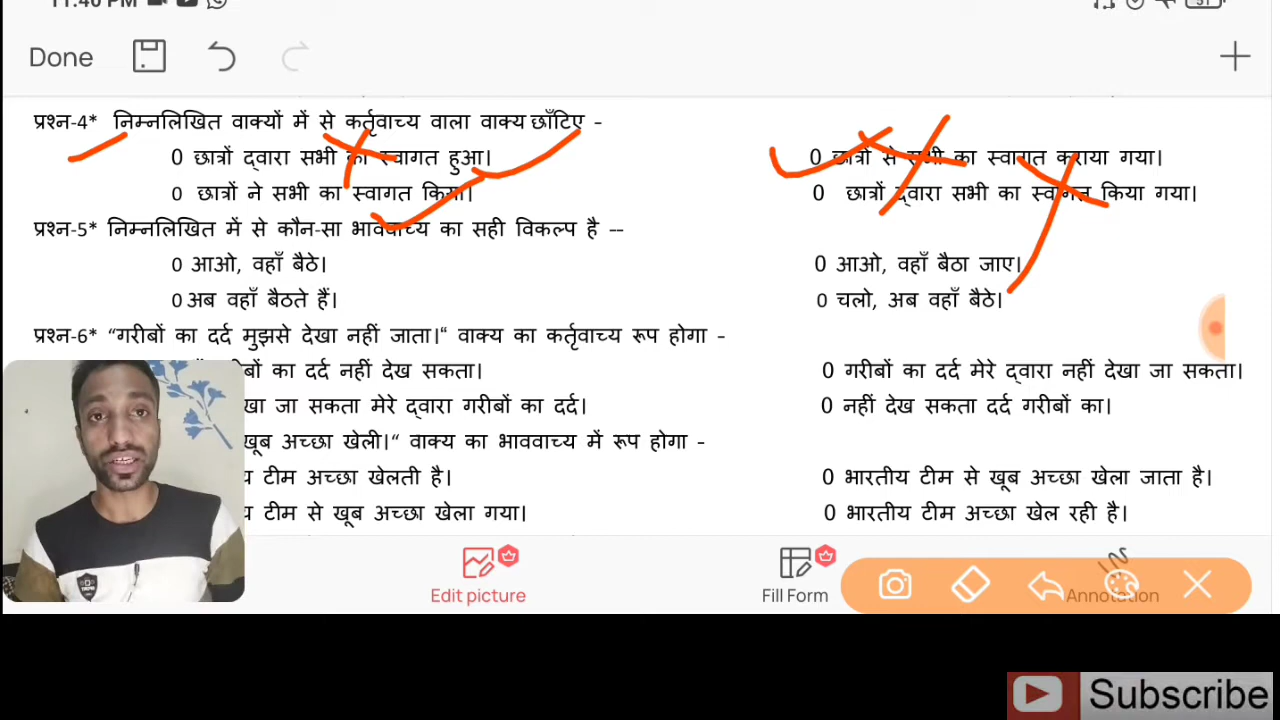 11:40 PM
51
Done
प्रश्न-4* निम्नलिखित वाक्यों में से कर्तृवाच्य वाला वाक्य छाँटिए -
0 छात्रों द्वारा सभी का स्वागत हुआ। 0 छात्रों से सभी का स्वागत कराया गया।
0 छात्रों ने सभी का स्वागत किया। 0 छात्रों द्वारा सभी का स्वागत किया गया।
प्रश्न-5* निम्नलिखित में से कौन-सा भाववाच्य का सही विकल्प है --
0 आओ, वहाँ बैठे। 0 आओ, वहाँ बैठा जाए।
0 अब वहाँ बैठते हैं। 0 चलो, अब वहाँ बैठे।
प्रश्न-6* “गरीबों का दर्द मुझसे देखा नहीं जाता।“ वाक्य का कर्तृवाच्य रूप होगा -
का दर्द नहीं देख सकता। 0 गरीबों का दर्द मेरे द्वारा नहीं देखा जा सकता।
जा सकता मेरे द्वारा गरीबों का दर्द। 0 नहीं देख सकता दर्द गरीबों का।
खूब अच्छा खेली।“ वाक्य का भाववाच्य में रूप होगा -
टीम अच्छा खेलती है। 0 भारतीय टीम से खूब अच्छा खेला जाता है।
टीम से खूब अच्छा खेला गया। 0 भारतीय टीम अच्छा खेल रही है।
Edit picture
Fill Form
Annotation
Subscribe